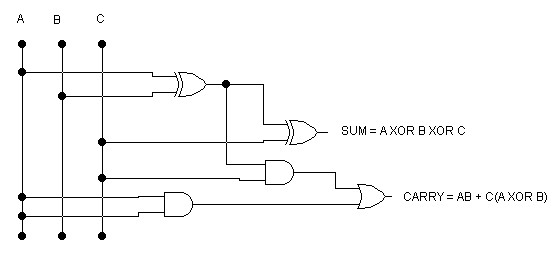 A B C
SUM = A XOR B XOR C
CARRY = AB + C(A XOR B)